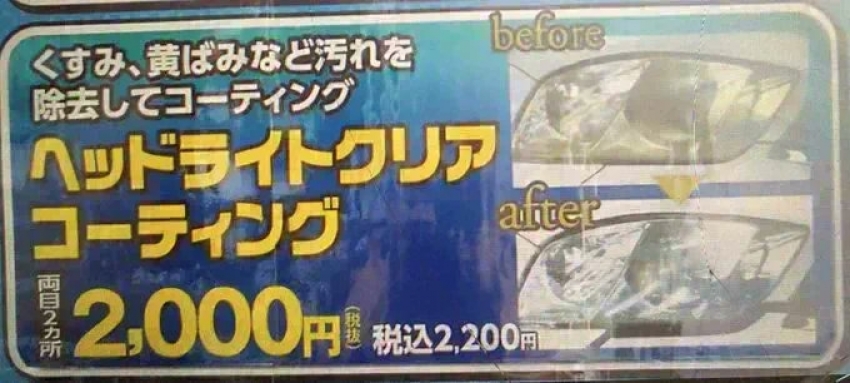 くすみ、黄ばみなど汚れを
除去してコーティング
ヘッドライトクリア
コーティング
両目2カ所
2,000円(税抜)
税込2,200円
before
after